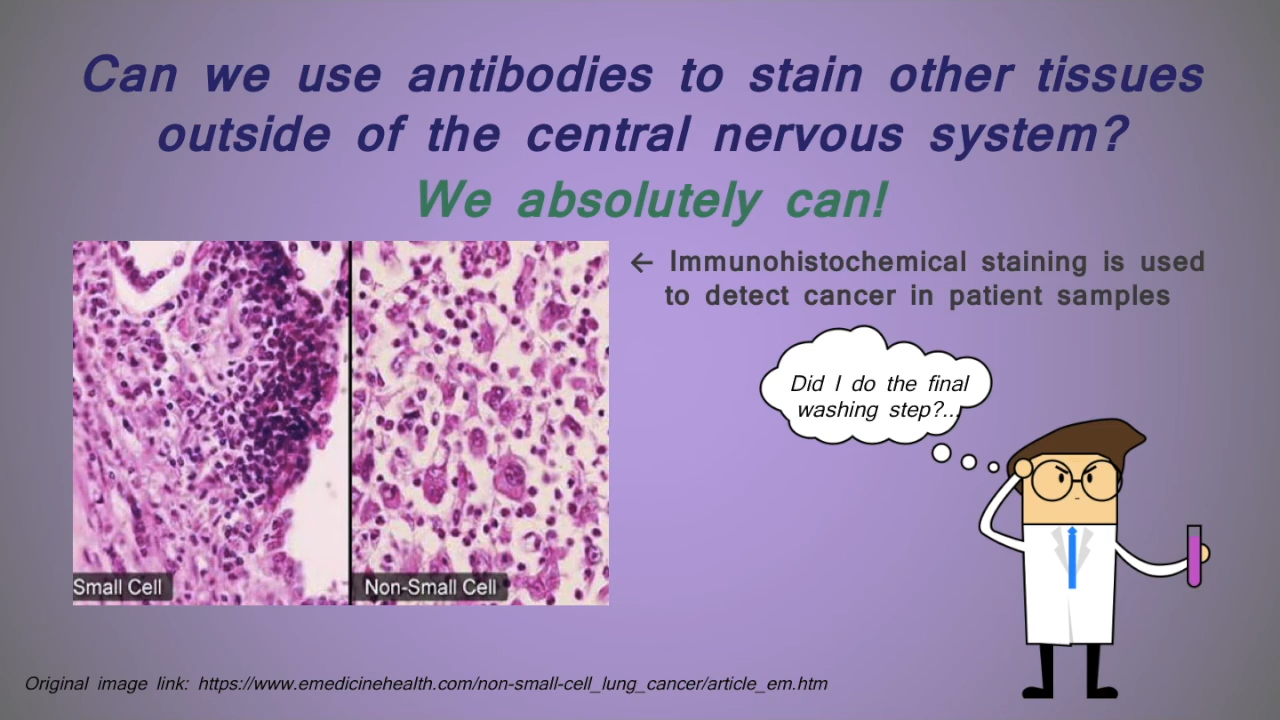 Can we use antibodies to stain other tissues
outside of the central nervous system?
We absolutely can!
← Immunohistochemical staining is used
to detect cancer in patient samples
Did I do the final
washing step?...
Small Cell
Non-Small Cell
Original image link: https://www.emedicinehealth.com/non-small-cell_lung_cancer/article_em.htm